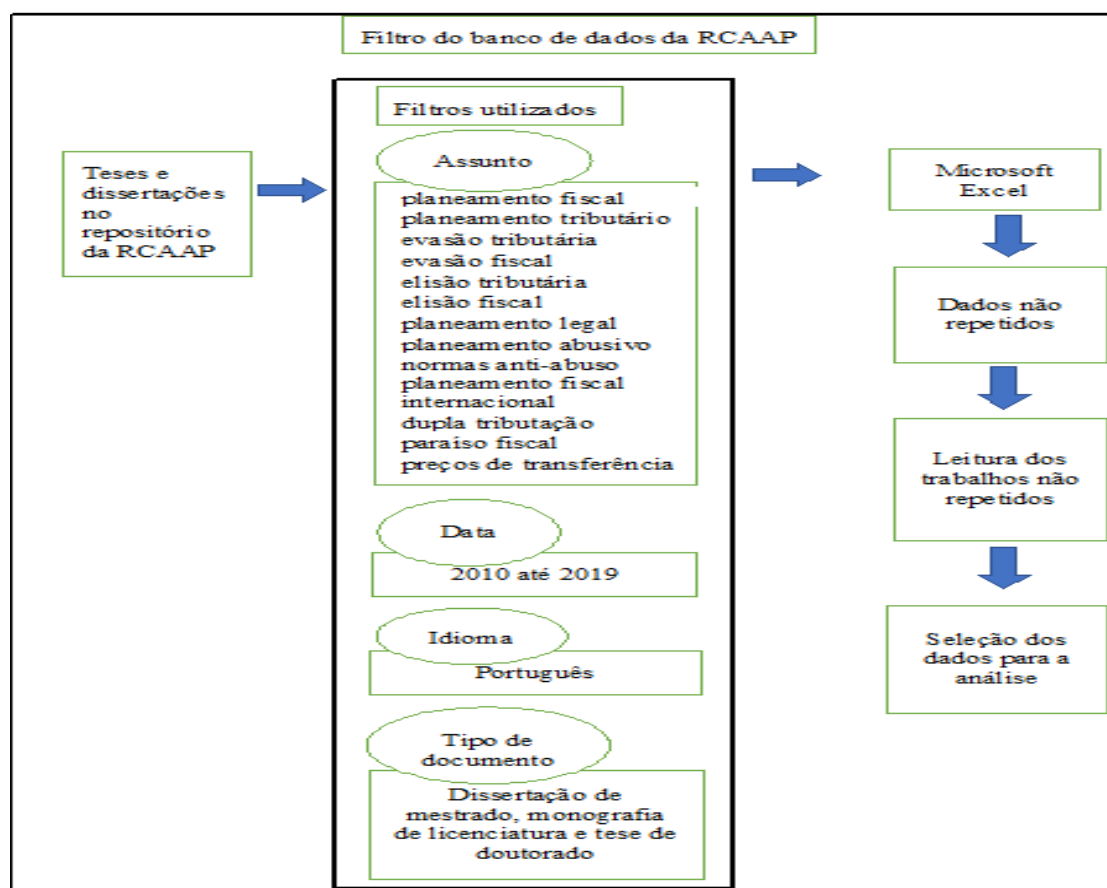 Filtro do banco de dados da RCAAP
Teses e
dissertações
no
repositório
da RCAAP
Filtros utilizados
Assunto
planeamento fiscal
planeamento tributário
evasão tributária
evasão fiscal
elisão tributária
elisão fiscal
planeamento legal
planeamento abusivo
normas anti-abuso
planeamento fiscal
internacional
dupla tributação
paraíso fiscal
preços de transferência
Data
2010 até 2019
Idioma
Português
Tipo de
documento
Dissertação de
mestrado, monografia
de licenciatura e tese de
doutorado
Microsoft
Excel
Dados não
repetidos
Leitura dos
trabalhos não
repetidos
Seleção dos
dados para a
análise